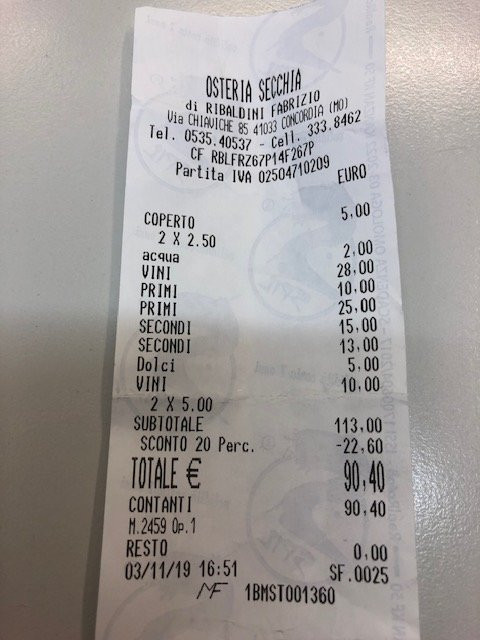 OSTERIA SECCHIA
di RIBALDINI FABRIZIO
Via CHIAVICHE 85 41033 CONCORDIA (MO)
Tel. 0535.40537 - Cell. 333.8462
CF RBLFRZ67P14F267P
Partita IVA 02504710209
EURO
COPERTO 5,00
2 X 2.50
acqua 2,00
VINI 28,00
PRIMI 10,00
PRIMI 25,00
SECONDI 15,00
SECONDI 13,00
Dolci 5,00
VINI 10,00
2 X 5.00
SUBTOTALE 113,00
SCONTO 20 Perc. -22,60
TOTALE € 90,40
CONTANTI 90,40
M.2459 Op.1
RESTO 0,00
03/11/19 16:51 SF.0025
MF 1BMST001360